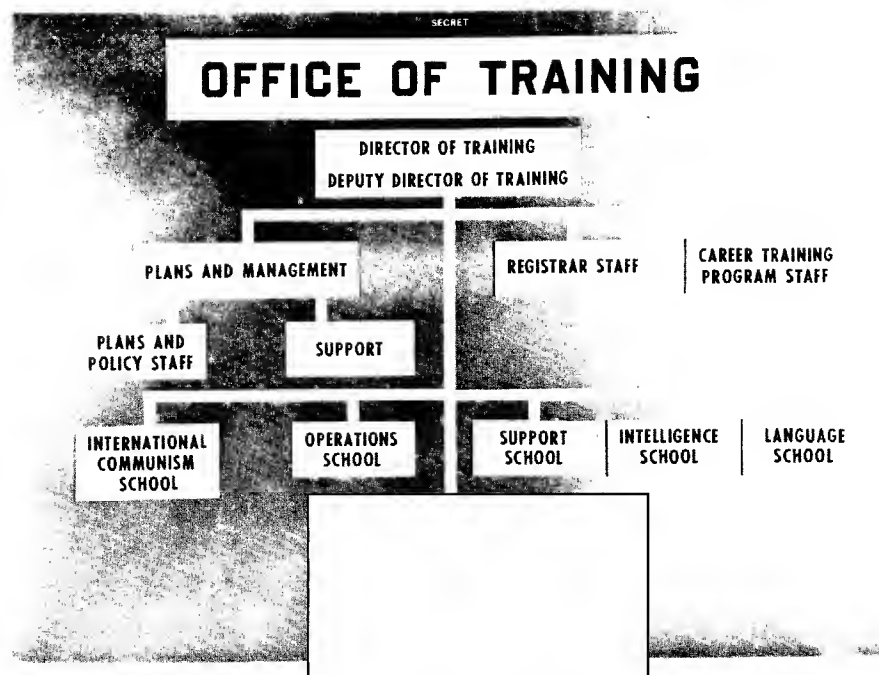 SECRET
OFFICE OF TRAINING
DIRECTOR OF TRAINING
DEPUTY DIRECTOR OF TRAINING
PLANS AND MANAGEMENT
REGISTRAR STAFF
CAREER TRAINING
PROGRAM STAFF
PLANS AND
POLICY STAFF
SUPPORT
INTERNATIONAL
COMMUNISM
SCHOOL
OPERATIONS
SCHOOL
SUPPORT
SCHOOL
INTELLIGENCE
SCHOOL
LANGUAGE
SCHOOL